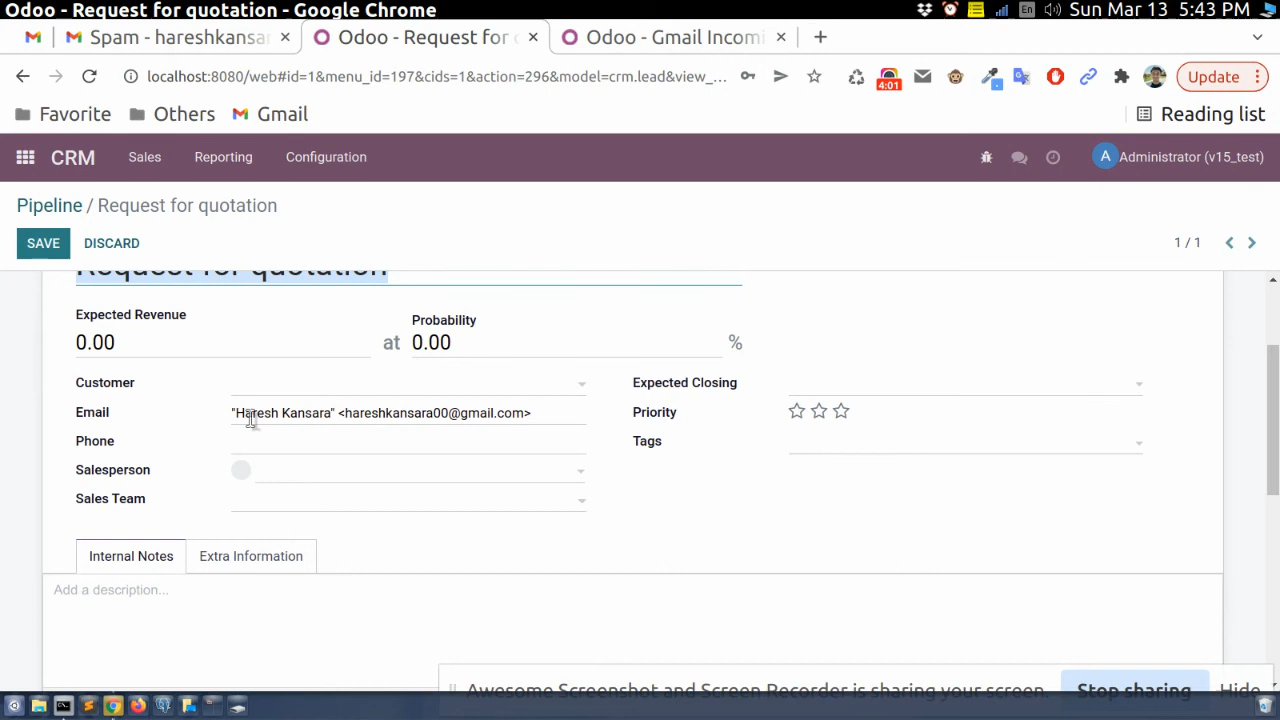 Odoo - Request for quotation - Google Chrome
En Sun Mar 13, 5:43 PM
Spam - hareshkansar
Odoo - Request for q
Odoo - Gmail Incomi
localhost:8080/web#id=1&menu_id=197&cids=1&action=296&model=crm.lead&view_...
4:01
Update
Favorite Others Gmail Reading list
CRM Sales Reporting Configuration A Administrator (v15_test)
Pipeline / Request for quotation
SAVE DISCARD 1 / 1
Request for quotation
Expected Revenue Probability
0.00 at 0.00 %
Customer Expected Closing
Email "Haresh Kansara" <hareshkansara00@gmail.com> Priority
Phone Tags
Salesperson
Sales Team
Internal Notes Extra Information
Add a description...
Awesome Screenshot and Screen Recorder is sharing your screen. Stop sharing Hide